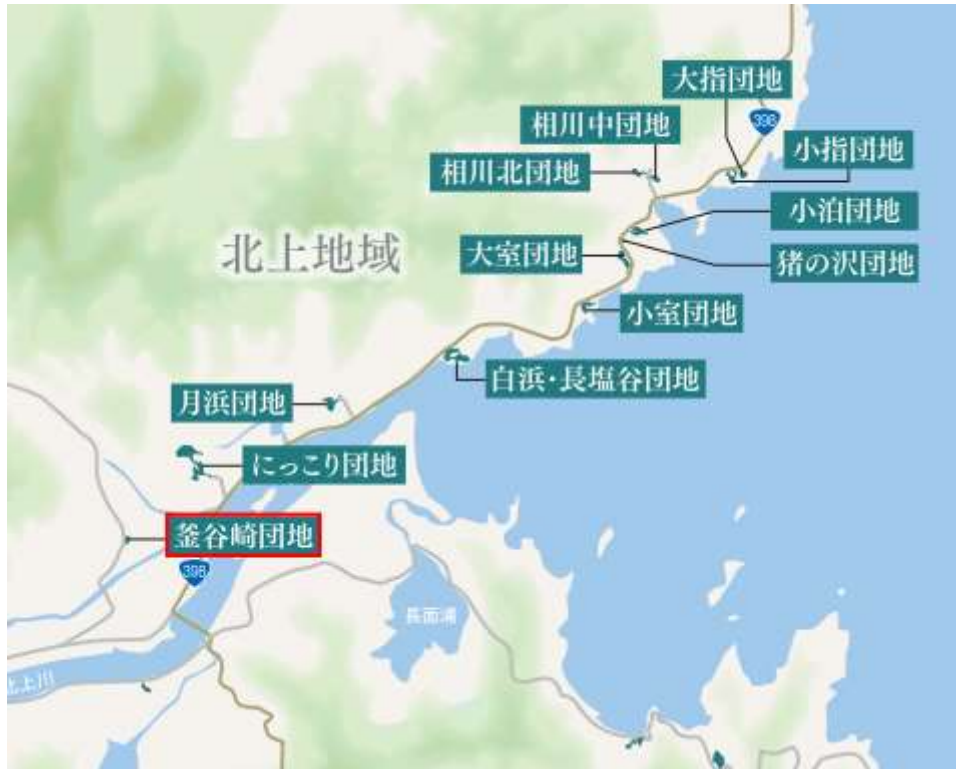 大指団地
398
相川中団地
小指団地
相川北団地
小泊団地
北上地域
大室団地
猪の沢団地
小室団地
白浜・長塩谷団地
月浜団地
にっこり団地
釜谷崎団地
398
長面浦
北上川